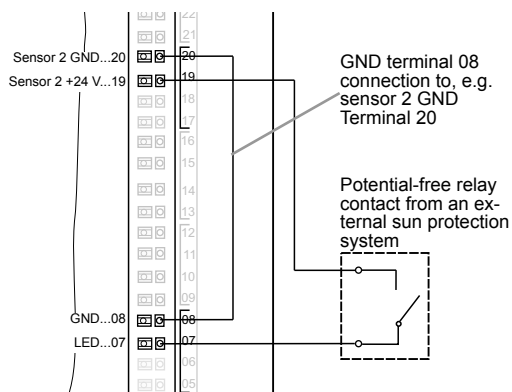 22
21
Sensor 2 GND...20
20
Sensor 2 +24 V...19
19
18
17
16
15
14
13
12
11
10
09
GND...08
08
LED...07
07
06
05
GND terminal 08
connection to, e.g.
sensor 2 GND
Terminal 20
Potential-free relay
contact from an ex-
ternal sun protection
system